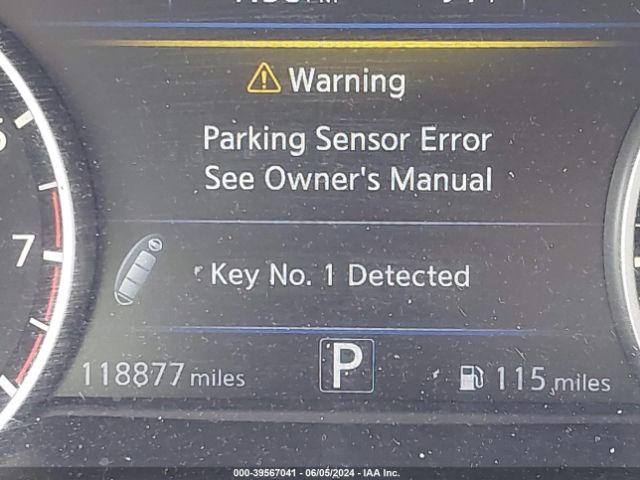 Warning
Parking Sensor Error
See Owner's Manual
Key No. 1 Detected
7
118877 miles
P
115 miles
000-39567041 - 06/05/2024 - IAA Inc.